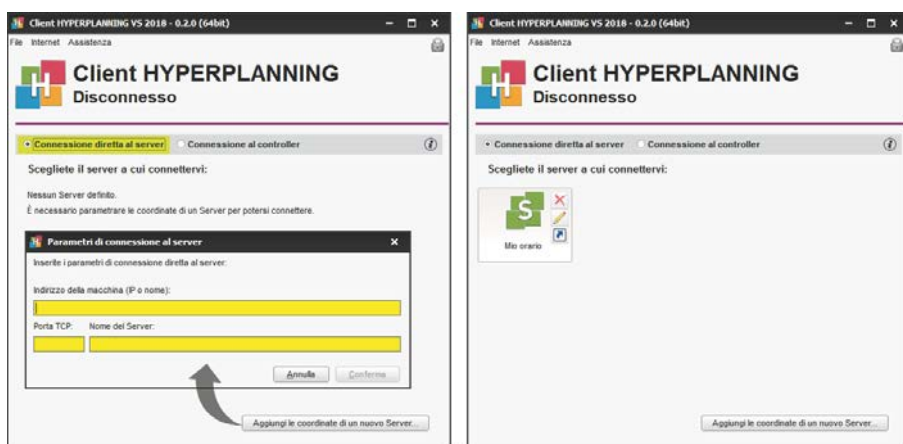 Client HYPERPLANNING VS 2018 - 0.2.0 (64bit)
File Internet Assistenza
H
Client HYPERPLANNING
Disconnesso
Connessione diretta al server
Connessione al controller
i
Scegliete il server a cui connettervi:
Nessun Server definito.
È necessario parametrare le coordinate di un Server per potersi connettere.
Parametri di connessione al server
Inserite i parametri di connessione diretta al server:
Indirizzo della macchina (IP o nome):
Porta TCP:
Nome del Server:
Annulla
Conferma
Aggiungi le coordinate di un nuovo Server...
Client HYPERPLANNING VS 2018 - 0.2.0 (64bit)
File Internet Assistenza
H
Client HYPERPLANNING
Disconnesso
Connessione diretta al server
Connessione al controller
i
Scegliete il server a cui connettervi:
S
Mio orario
Aggiungi le coordinate di un nuovo Server...